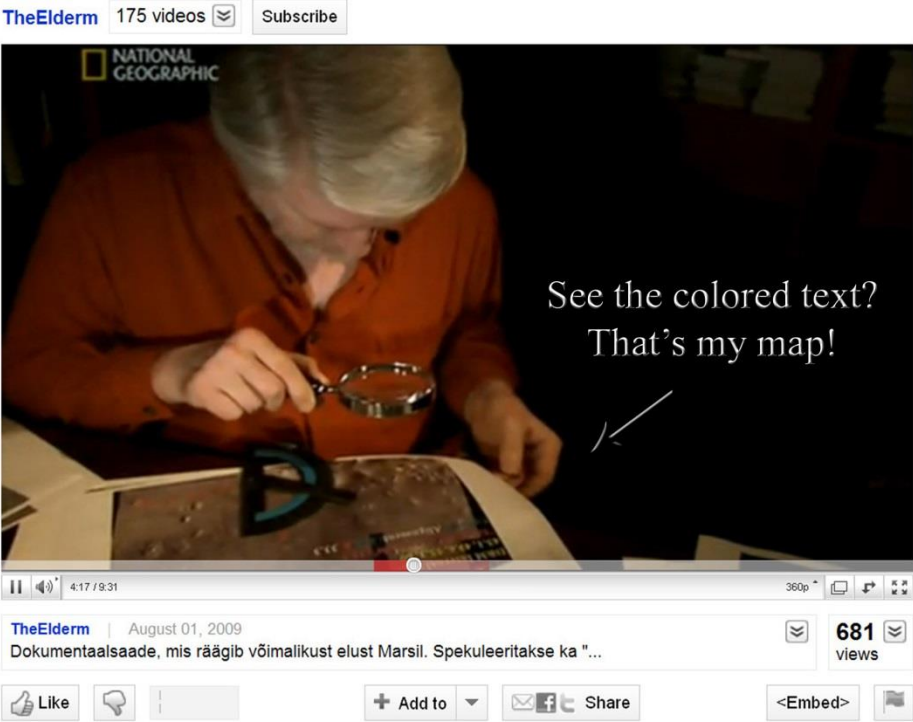 TheElderm 175 videos Subscribe
NATIONAL
GEOGRAPHIC
See the colored text?
That's my map!
4:17 / 9:31 360p
TheElderm | August 01, 2009
Dokumentaalsaade, mis räägib võimalikust elust Marsil. Spekuleeritakse ka "...
681
views
Like Add to Share <Embed>